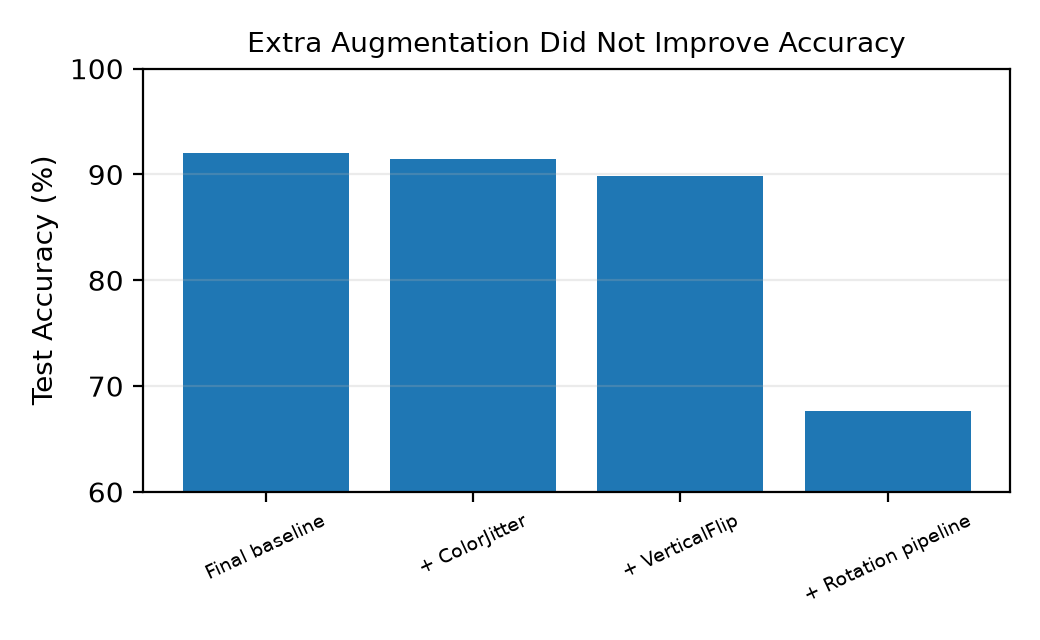 Extra Augmentation Did Not Improve Accuracy
Test Accuracy (%)
100
90
80
70
60
Final baseline
+ ColorJitter
+ VerticalFlip
+ Rotation pipeline